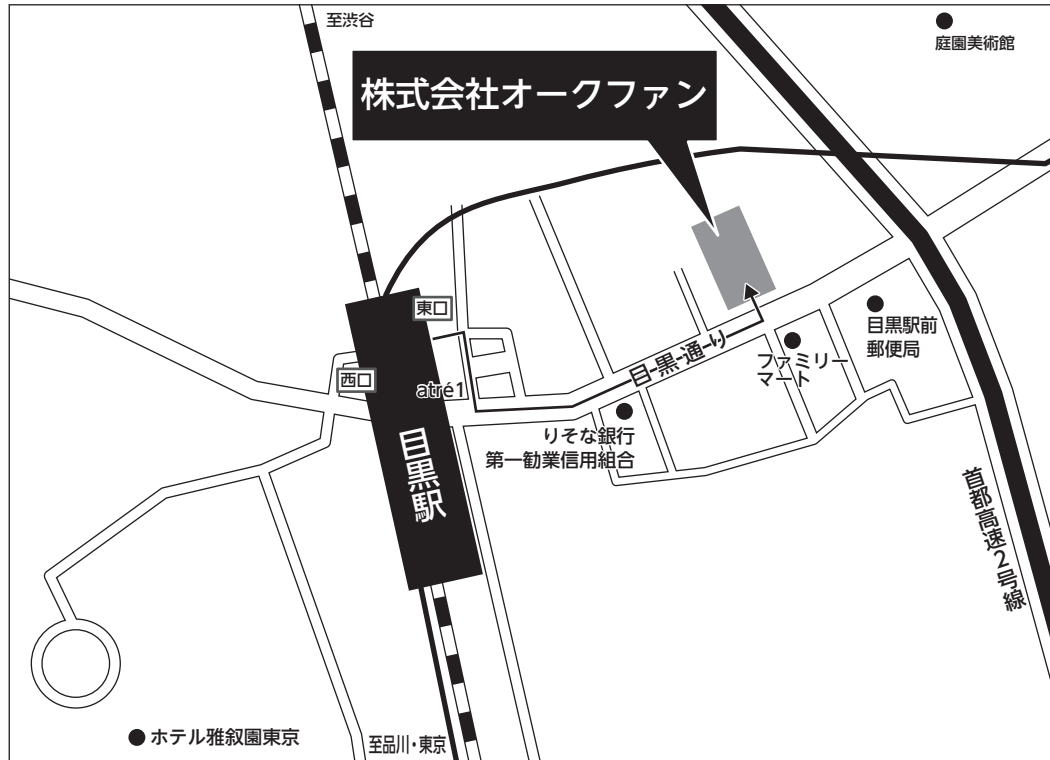 至渋谷
庭園美術館
株式会社オークファン
東口
目黒駅前
郵便局
目黒通り
ファミリー
マート
西口
atré1
りそな銀行
第一勧業信用組合
目黒駅
首都高速2号線
ホテル雅叙園東京
至品川・東京